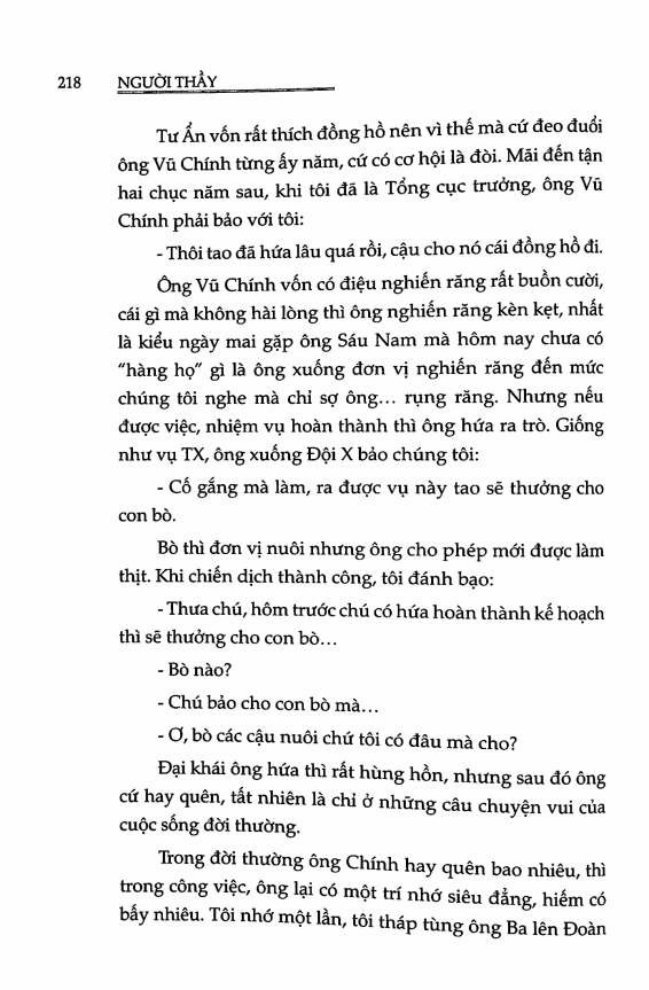 218 NGƯỜI THẦY
Tư Ẩn vốn rất thích đồng hồ nên vì thế mà cứ đeo đuổi
ông Vũ Chính từng ấy năm, cứ có cơ hội là đòi. Mãi đến tận
hai chục năm sau, khi tôi đã là Tổng cục trưởng, ông Vũ
Chính phải bảo với tôi:
- Thôi tao đã hứa lâu quá rồi, cậu cho nó cái đồng hồ đi.
Ông Vũ Chính vốn có điệu nghiến răng rất buồn cười,
cái gì mà không hài lòng thì ông nghiến răng kèn kẹt, nhất
là kiểu ngày mai gặp ông Sáu Nam mà hôm nay chưa có
"hàng họ" gì là ông xuống đơn vị nghiến răng đến mức
chúng tôi nghe mà chỉ sợ ông... rụng răng. Nhưng nếu
được việc, nhiệm vụ hoàn thành thì ông hứa ra trò. Giống
như vụ TX, ông xuống Đội X bảo chúng tôi:
- Cố gắng mà làm, ra được vụ này tao sẽ thưởng cho
con bò.
Bò thì đơn vị nuôi nhưng ông cho phép mới được làm
thịt. Khi chiến dịch thành công, tôi đánh bạo:
- Thưa chú, hôm trước chú có hứa hoàn thành kế hoạch
thì sẽ thưởng cho con bò...
- Bò nào?
- Chú bảo cho con bò mà...
- Ơ, bò các cậu nuôi chứ tôi có đâu mà cho?
Đại khái ông hứa thì rất hùng hồn, nhưng sau đó ông
cứ hay quên, tất nhiên là chỉ ở những câu chuyện vui của
cuộc sống đời thường.
Trong đời thường ông Chính hay quên bao nhiêu, thì
trong công việc, ông lại có một trí nhớ siêu đẳng, hiếm có
bấy nhiêu. Tôi nhớ một lần, tôi tháp tùng ông Ba lên Đoàn